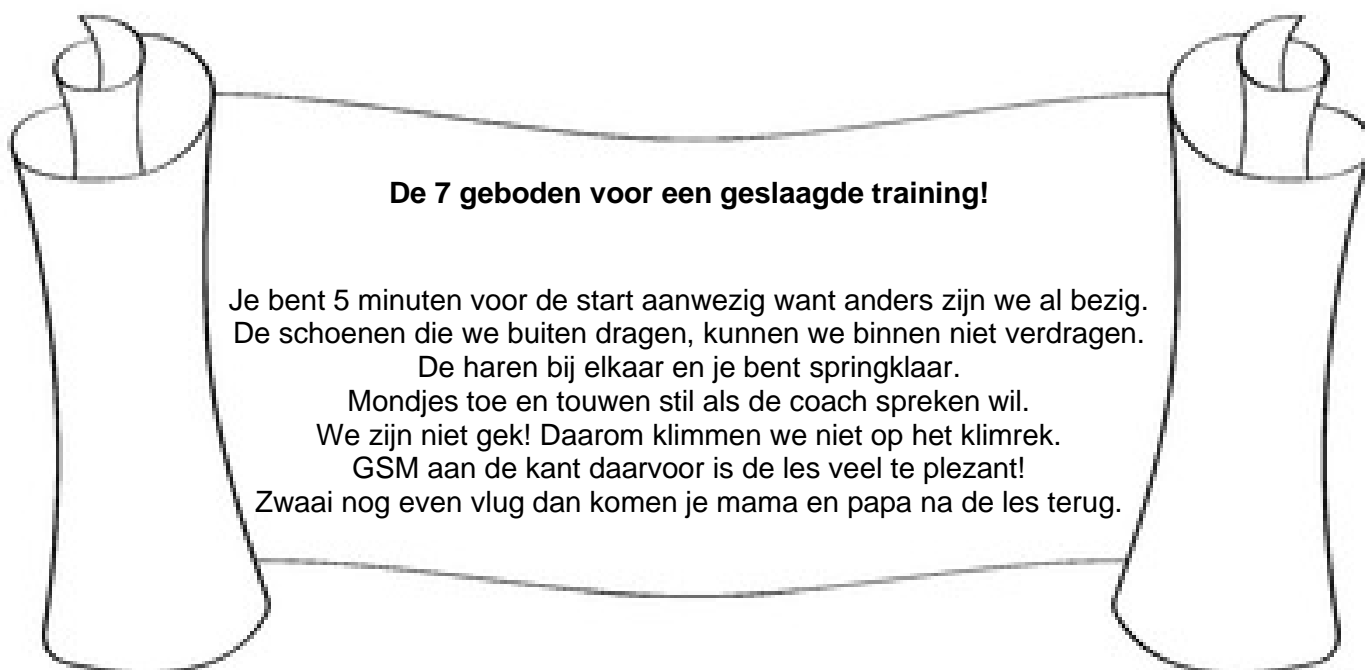 De 7 geboden voor een geslaagde training!
Je bent 5 minuten voor de start aanwezig want anders zijn we al bezig.
De schoenen die we buiten dragen, kunnen we binnen niet verdragen.
De haren bij elkaar en je bent springklaar.
Mondjes toe en touwen stil als de coach spreken wil.
We zijn niet gek! Daarom klimmen we niet op het klimrek.
GSM aan de kant daarvoor is de les veel te plezant!
Zwaai nog even vlug dan komen je mama en papa na de les terug.